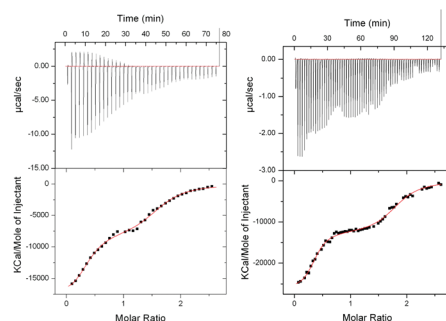 Time (min)
0 10 20 30 40 50 60 70 80
0.00
-5.00
-10.00
-15.00
µcal/sec
0
-5000
-10000
-15000
KCal/Mole of Injectant
0 1 2
Molar Ratio
Time (min)
0 30 60 90 120
0.00
-1.00
-2.00
-3.00
µcal/sec
0
-10000
-20000
KCal/Mole of Injectant
0 1 2
Molar Ratio